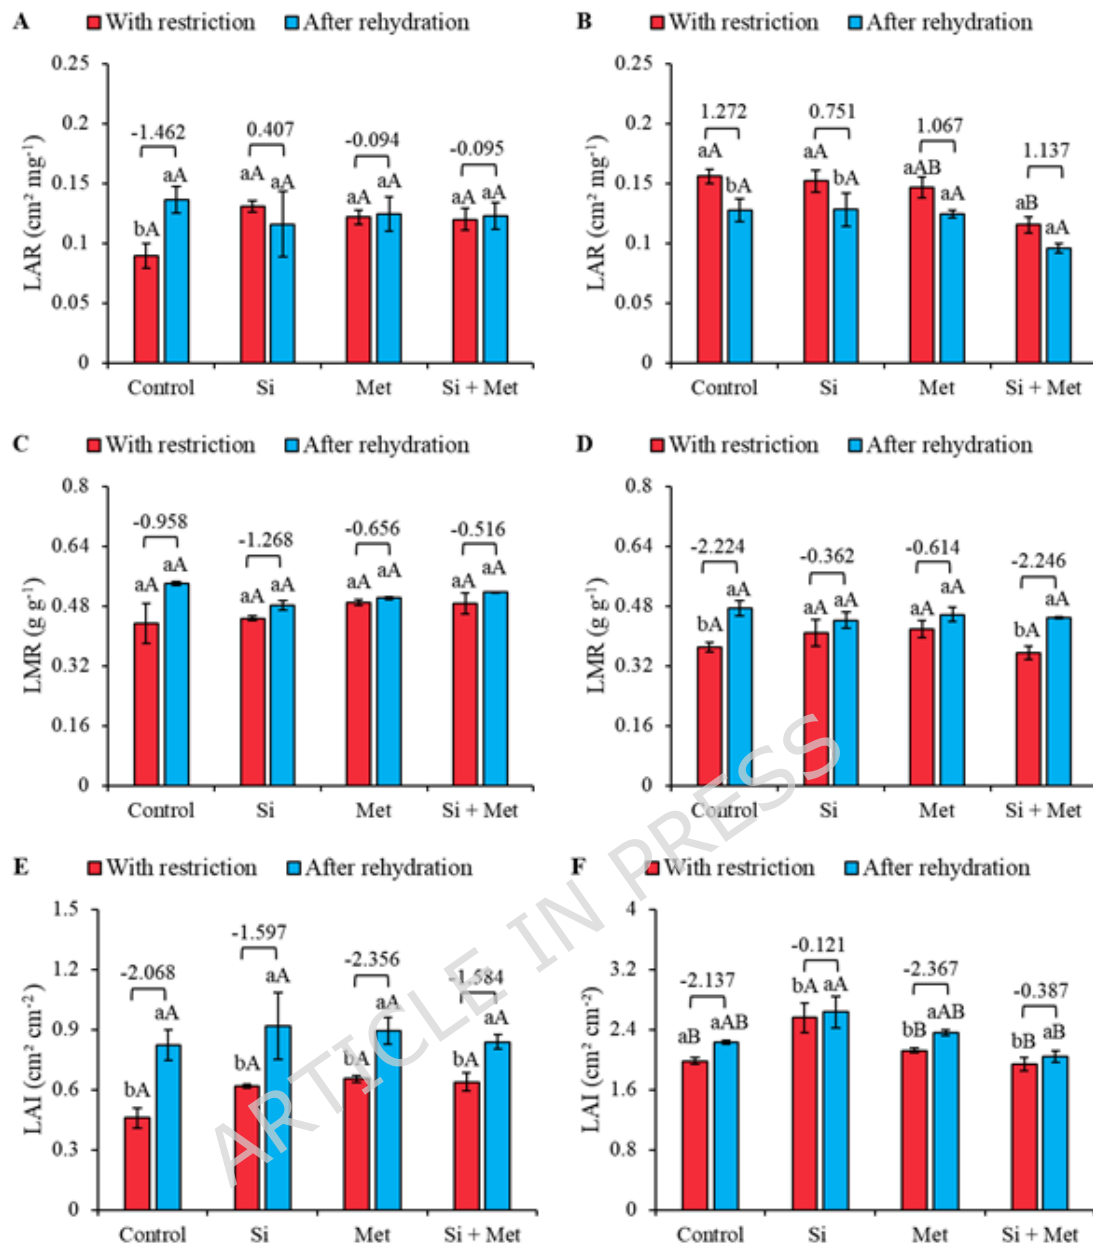 A With restriction After rehydration
LAR (cm² mg⁻¹)
0.25
0.2
0.15
0.1
0.05
0
-1.462 0.407 -0.094 -0.095
bA aA aA aA aA aA aA aA
Control Si Met Si + Met
B With restriction After rehydration
LAR (cm² mg⁻¹)
0.25
0.2
0.15
0.1
0.05
0
1.272 0.751 1.067 1.137
aA bA aA bA aAB aA aB aA
Control Si Met Si + Met
C With restriction After rehydration
LMR (g g⁻¹)
0.8
0.64
0.48
0.32
0.16
0
-0.958 -1.268 -0.656 -0.516
aA aA aA aA aA aA aA aA
Control Si Met Si + Met
D With restriction After rehydration
LMR (g g⁻¹)
0.8
0.64
0.48
0.32
0.16
0
-2.224 -0.362 -0.614 -2.246
bA aA aA aA aA aA bA aA
Control Si Met Si + Met
E With restriction After rehydration
LAI (cm² cm⁻²)
1.5
1.2
0.9
0.6
0.3
0
-2.068 -1.597 -2.356 -1.584
bA aA bA aA bA aA bA aA
Control Si Met Si + Met
F With restriction After rehydration
LAI (cm² cm⁻²)
4
3.2
2.4
1.6
0.8
0
-2.137 -0.121 -2.367 -0.387
aB aAB bA aA bB aAB bB aB
Control Si Met Si + Met
ARTICLE IN PRESS